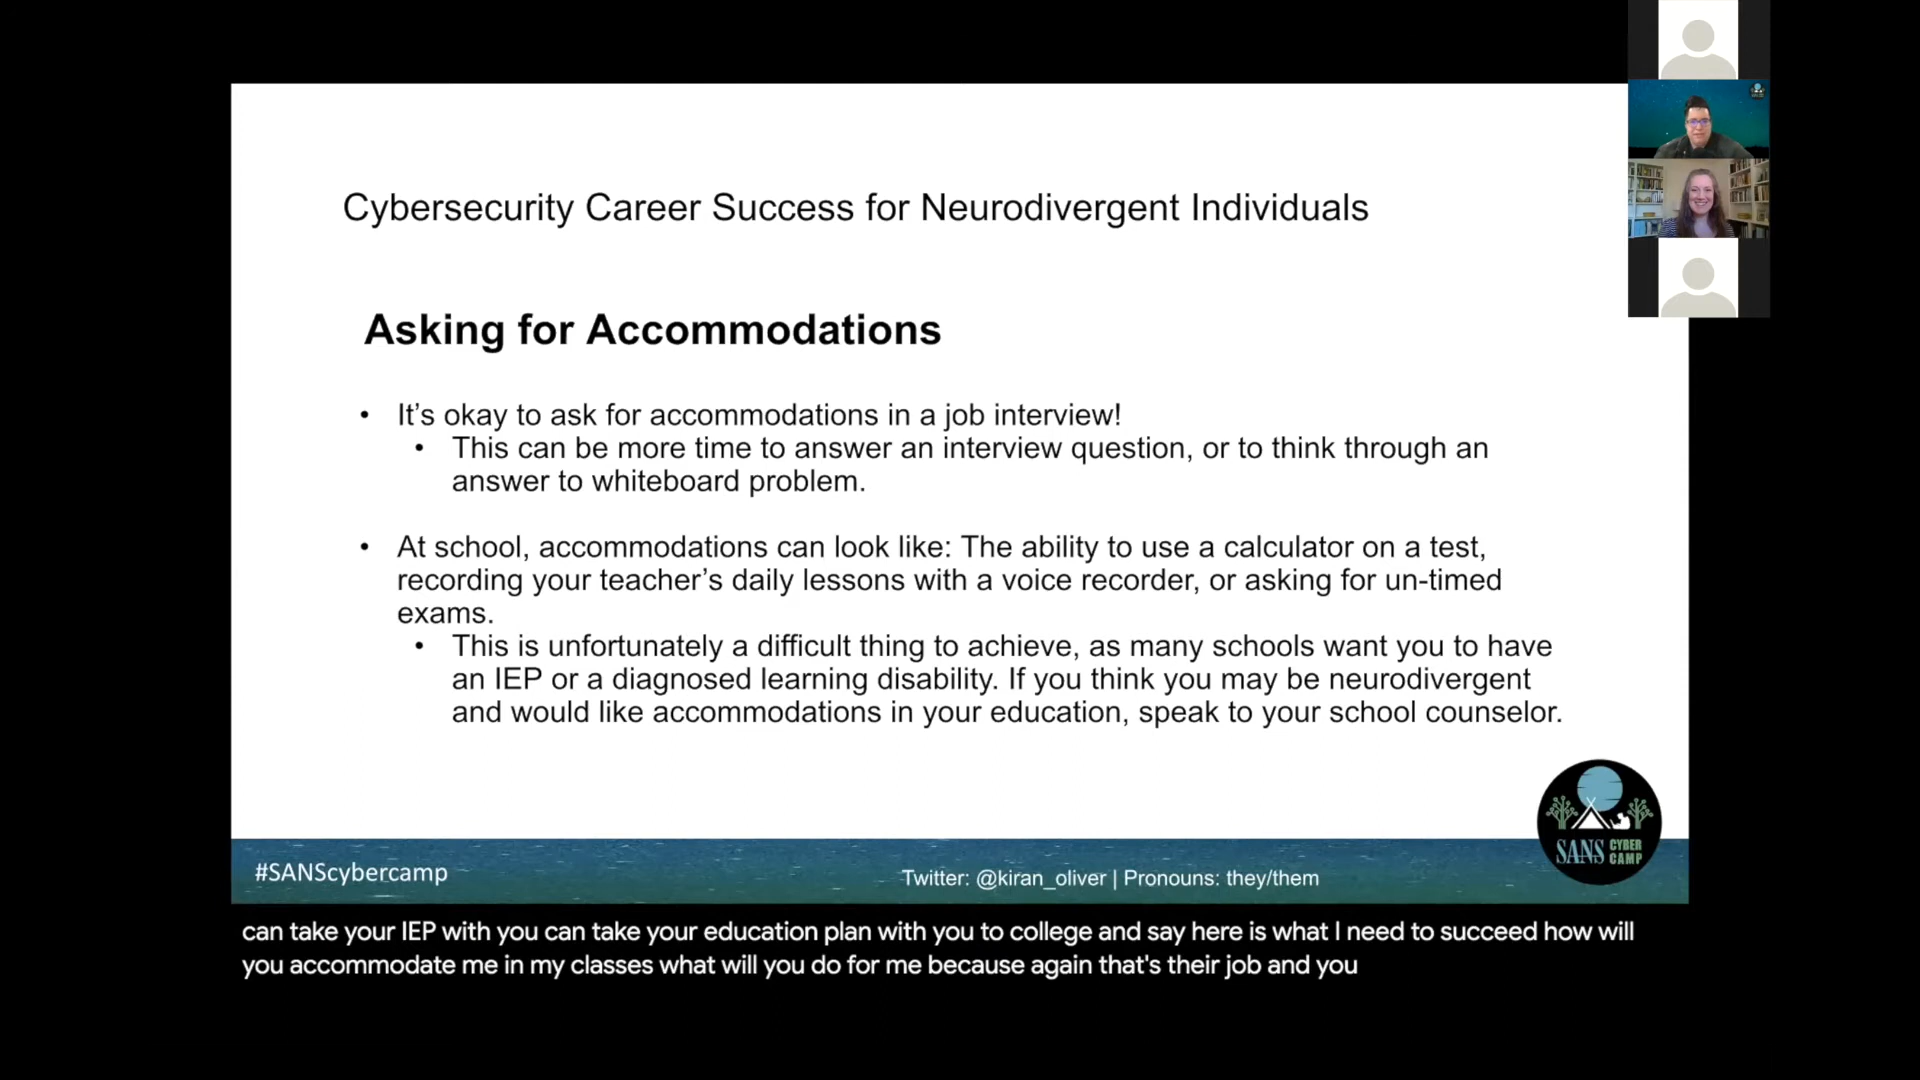 Cybersecurity Career Success for Neurodivergent Individuals
Asking for Accommodations
• It’s okay to ask for accommodations in a job interview!
• This can be more time to answer an interview question, or to think through an
answer to whiteboard problem.
• At school, accommodations can look like: The ability to use a calculator on a test,
recording your teacher’s daily lessons with a voice recorder, or asking for un-timed
exams.
• This is unfortunately a difficult thing to achieve, as many schools want you to have
an IEP or a diagnosed learning disability. If you think you may be neurodivergent
and would like accommodations in your education, speak to your school counselor.
SANS CYBER CAMP
#SANScybercamp
Twitter: @kiran_oliver | Pronouns: they/them
can take your IEP with you can take your education plan with you to college and say here is what I need to succeed how will
you accommodate me in my classes what will you do for me because again that's their job and you